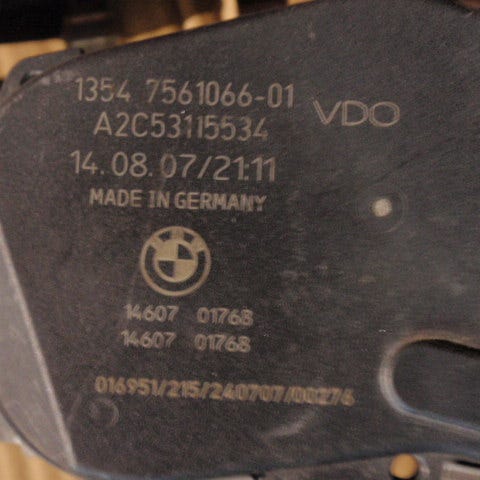 1354 7561066-01
VDO
A2C53115534
14.08.07/21:11
MADE IN GERMANY
BMW
14607 01768
14607 01768
016951/215/240707/00276